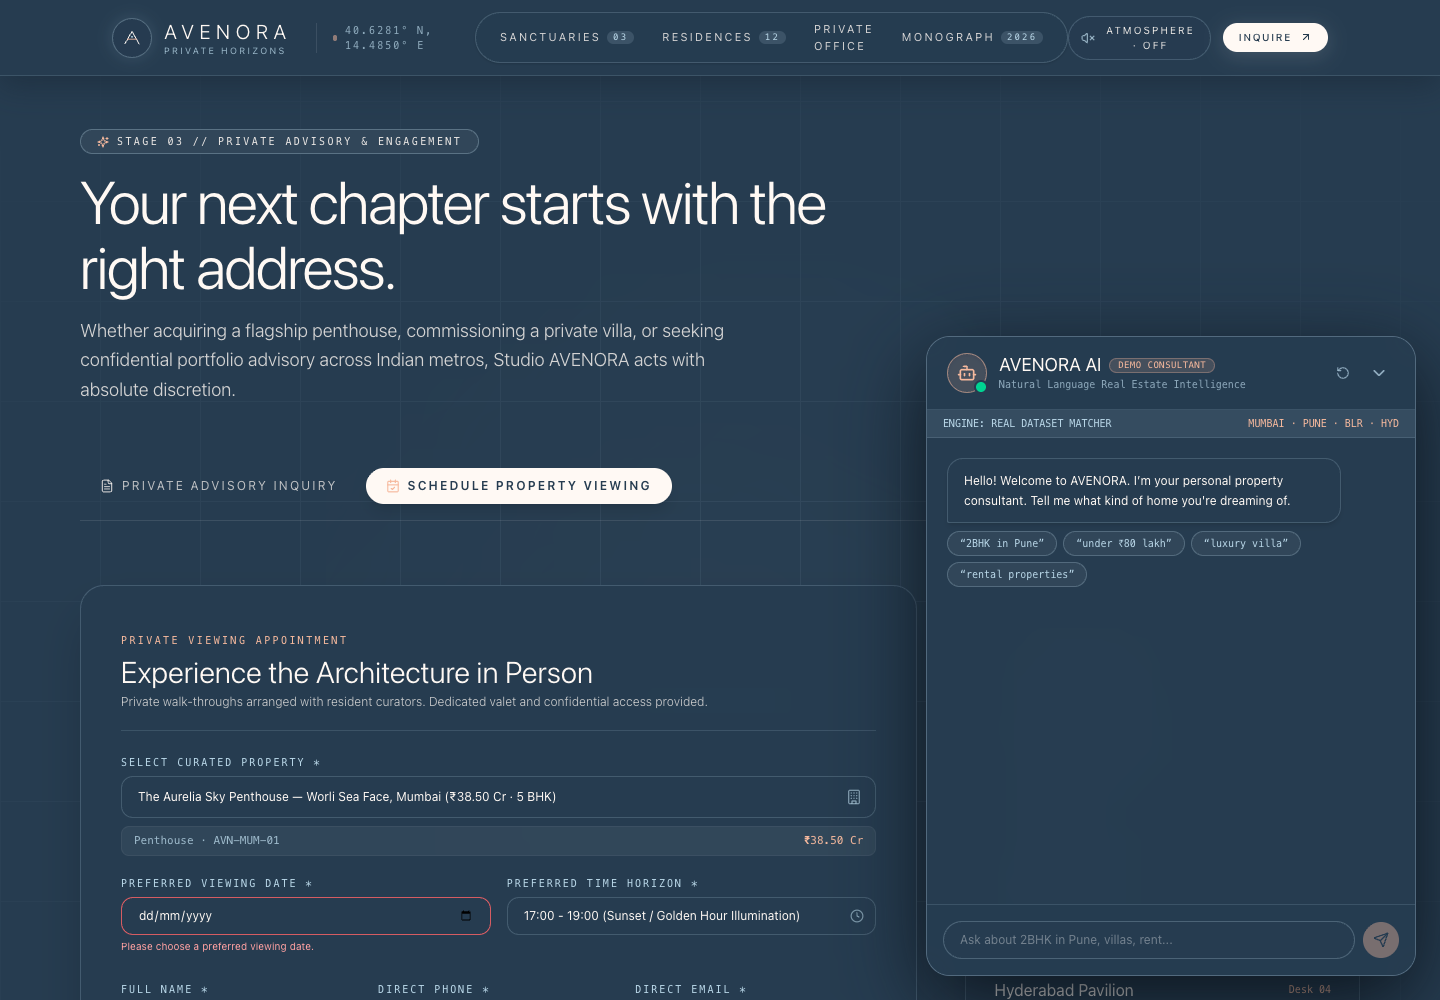 AVENORA
PRIVATE HORIZONS
40.6281° N,
14.4850° E
SANCTUARIES 03
RESIDENCES 12
PRIVATE
OFFICE
MONOGRAPH 2026
ATMOSPHERE
· OFF
INQUIRE
STAGE 03 // PRIVATE ADVISORY & ENGAGEMENT
Your next chapter starts with the
right address.
Whether acquiring a flagship penthouse, commissioning a private villa, or seeking
confidential portfolio advisory across Indian metros, Studio AVENORA acts with
absolute discretion.
PRIVATE ADVISORY INQUIRY
SCHEDULE PROPERTY VIEWING
PRIVATE VIEWING APPOINTMENT
Experience the Architecture in Person
Private walk-throughs arranged with resident curators. Dedicated valet and confidential access provided.
SELECT CURATED PROPERTY *
The Aurelia Sky Penthouse — Worli Sea Face, Mumbai (₹38.50 Cr · 5 BHK)
Penthouse · AVN-MUM-01
₹38.50 Cr
PREFERRED VIEWING DATE *
dd/mm/yyyy
Please choose a preferred viewing date.
PREFERRED TIME HORIZON *
17:00 - 19:00 (Sunset / Golden Hour Illumination)
FULL NAME *
DIRECT PHONE *
DIRECT EMAIL *
AVENORA AI DEMO CONSULTANT
Natural Language Real Estate Intelligence
ENGINE: REAL DATASET MATCHER
MUMBAI · PUNE · BLR · HYD
Hello! Welcome to AVENORA. I'm your personal property
consultant. Tell me what kind of home you're dreaming of.
“2BHK in Pune”
“under ₹80 lakh”
“luxury villa”
“rental properties”
Ask about 2BHK in Pune, villas, rent...
Hyderabad Pavilion
Desk 04